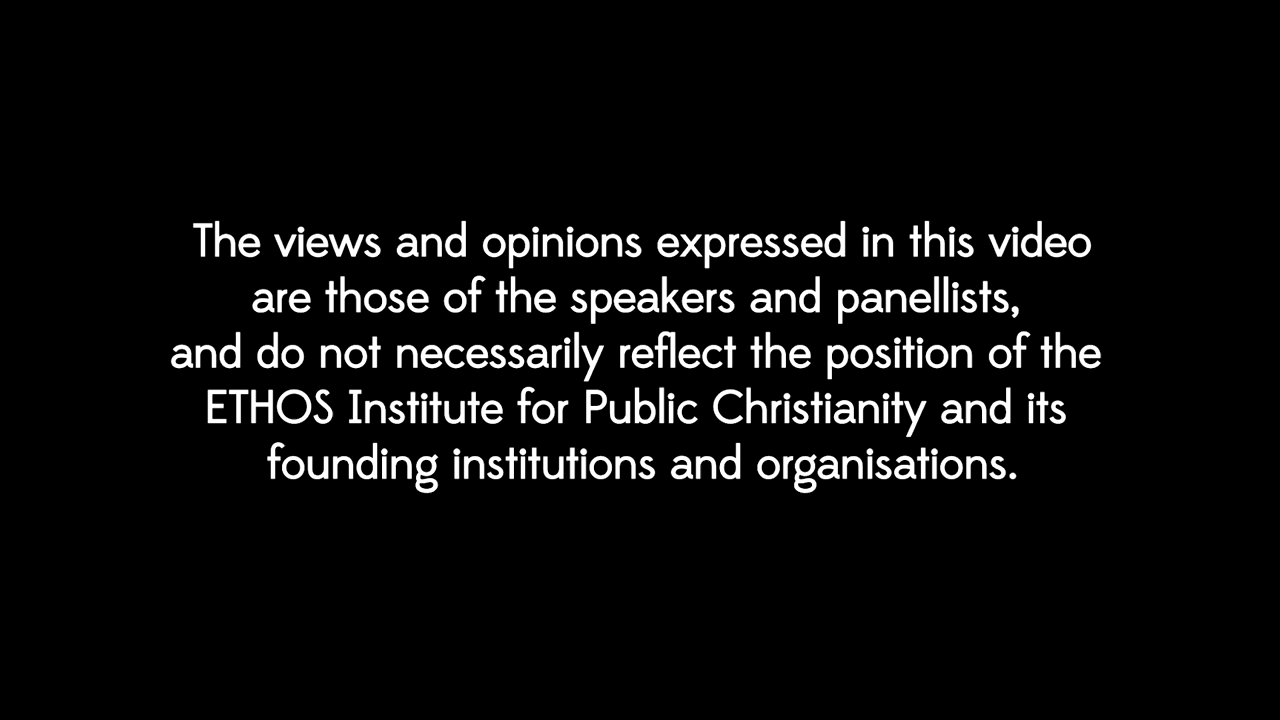 The views and opinions expressed in this video
are those of the speakers and panellists,
and do not necessarily reflect the position of the
ETHOS Institute for Public Christianity and its
founding institutions and organisations.